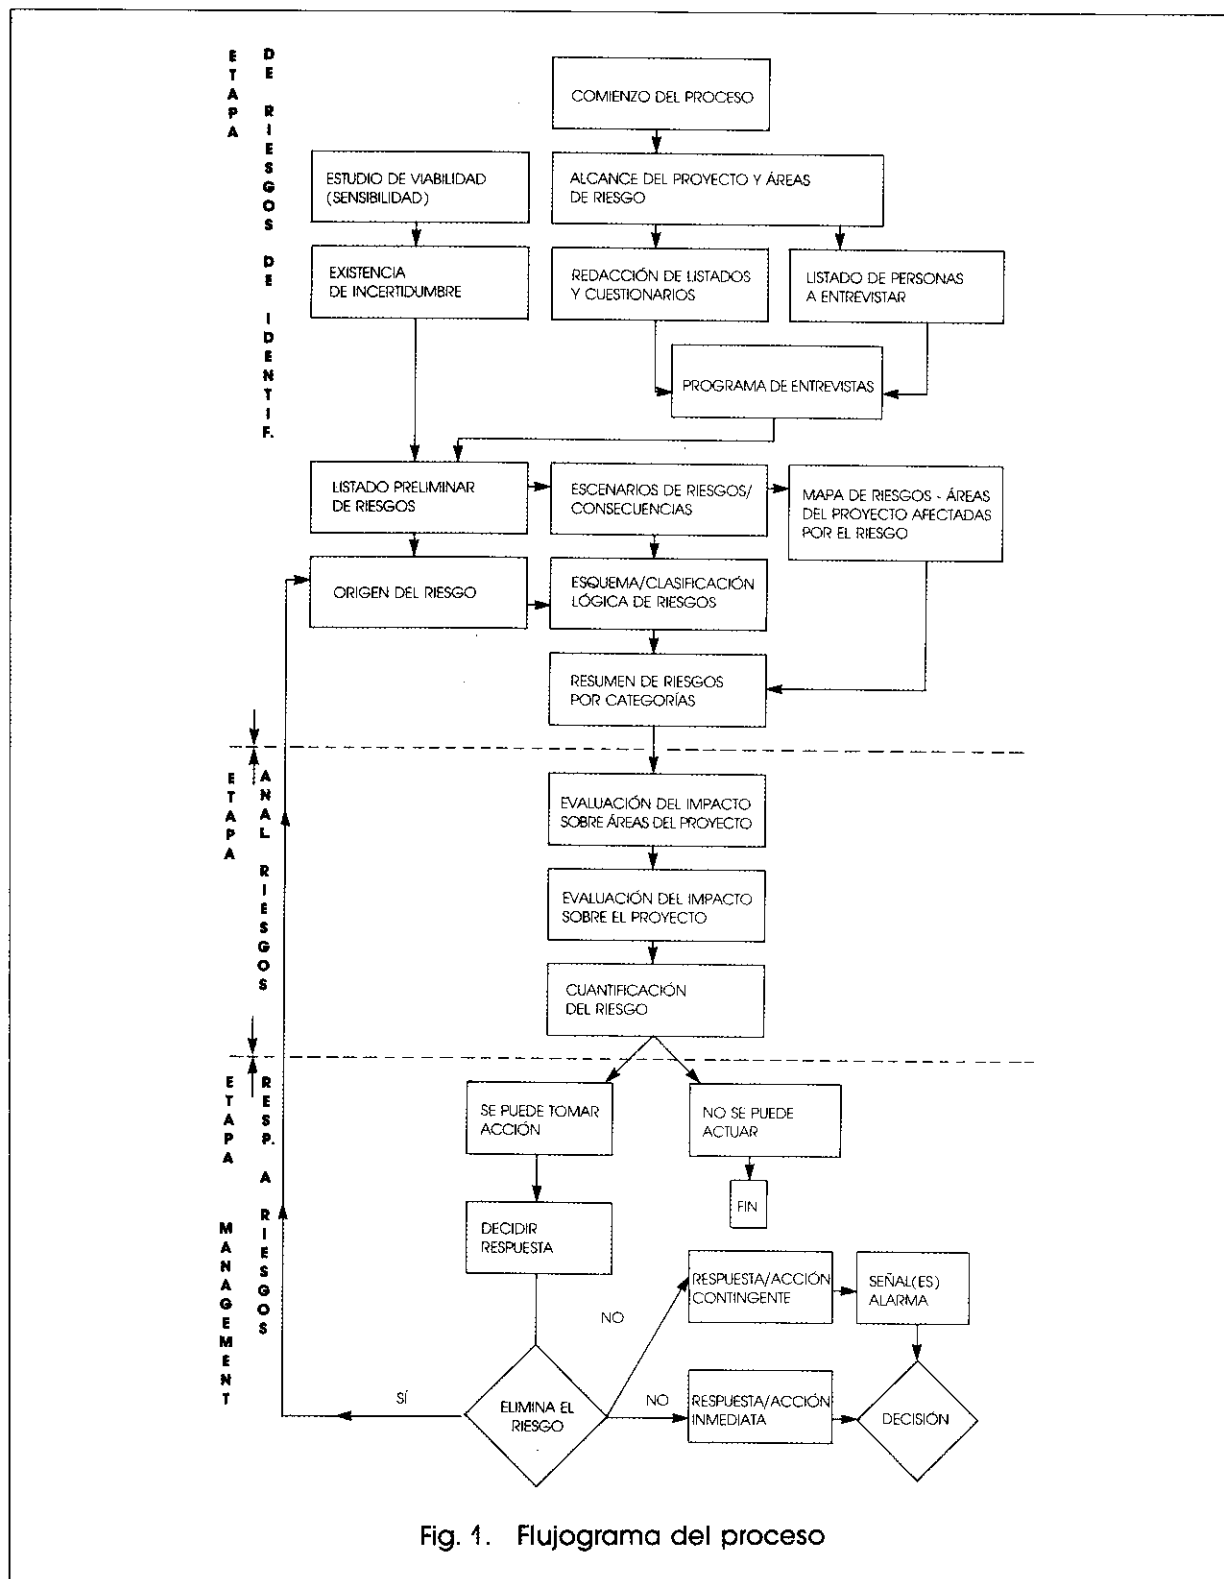 ETAPA
DE RIESGOS DE IDENTIF.
COMIENZO DEL PROCESO
ESTUDIO DE VIABILIDAD
(SENSIBILIDAD)
ALCANCE DEL PROYECTO Y ÁREAS
DE RIESGO
EXISTENCIA
DE INCERTIDUMBRE
REDACCIÓN DE LISTADOS
Y CUESTIONARIOS
LISTADO DE PERSONAS
A ENTREVISTAR
PROGRAMA DE ENTREVISTAS
LISTADO PRELIMINAR
DE RIESGOS
ESCENARIOS DE RIESGOS/
CONSECUENCIAS
MAPA DE RIESGOS - ÁREAS
DEL PROYECTO AFECTADAS
POR EL RIESGO
ORIGEN DEL RIESGO
ESQUEMA/CLASIFICACIÓN
LÓGICA DE RIESGOS
RESUMEN DE RIESGOS
POR CATEGORÍAS
ETAPA
ANAL. RIESGOS
EVALUACIÓN DEL IMPACTO
SOBRE ÁREAS DEL PROYECTO
EVALUACIÓN DEL IMPACTO
SOBRE EL PROYECTO
CUANTIFICACIÓN
DEL RIESGO
ETAPA MANAGEMENT
RESP. A RIESGOS
SE PUEDE TOMAR
ACCIÓN
NO SE PUEDE
ACTUAR
FIN
DECIDIR
RESPUESTA
RESPUESTA/ACCIÓN
CONTINGENTE
SEÑAL(ES)
ALARMA
NO
SÍ
ELIMINA EL
RIESGO
NO
RESPUESTA/ACCIÓN
INMEDIATA
DECISIÓN
Fig. 1. Flujograma del proceso